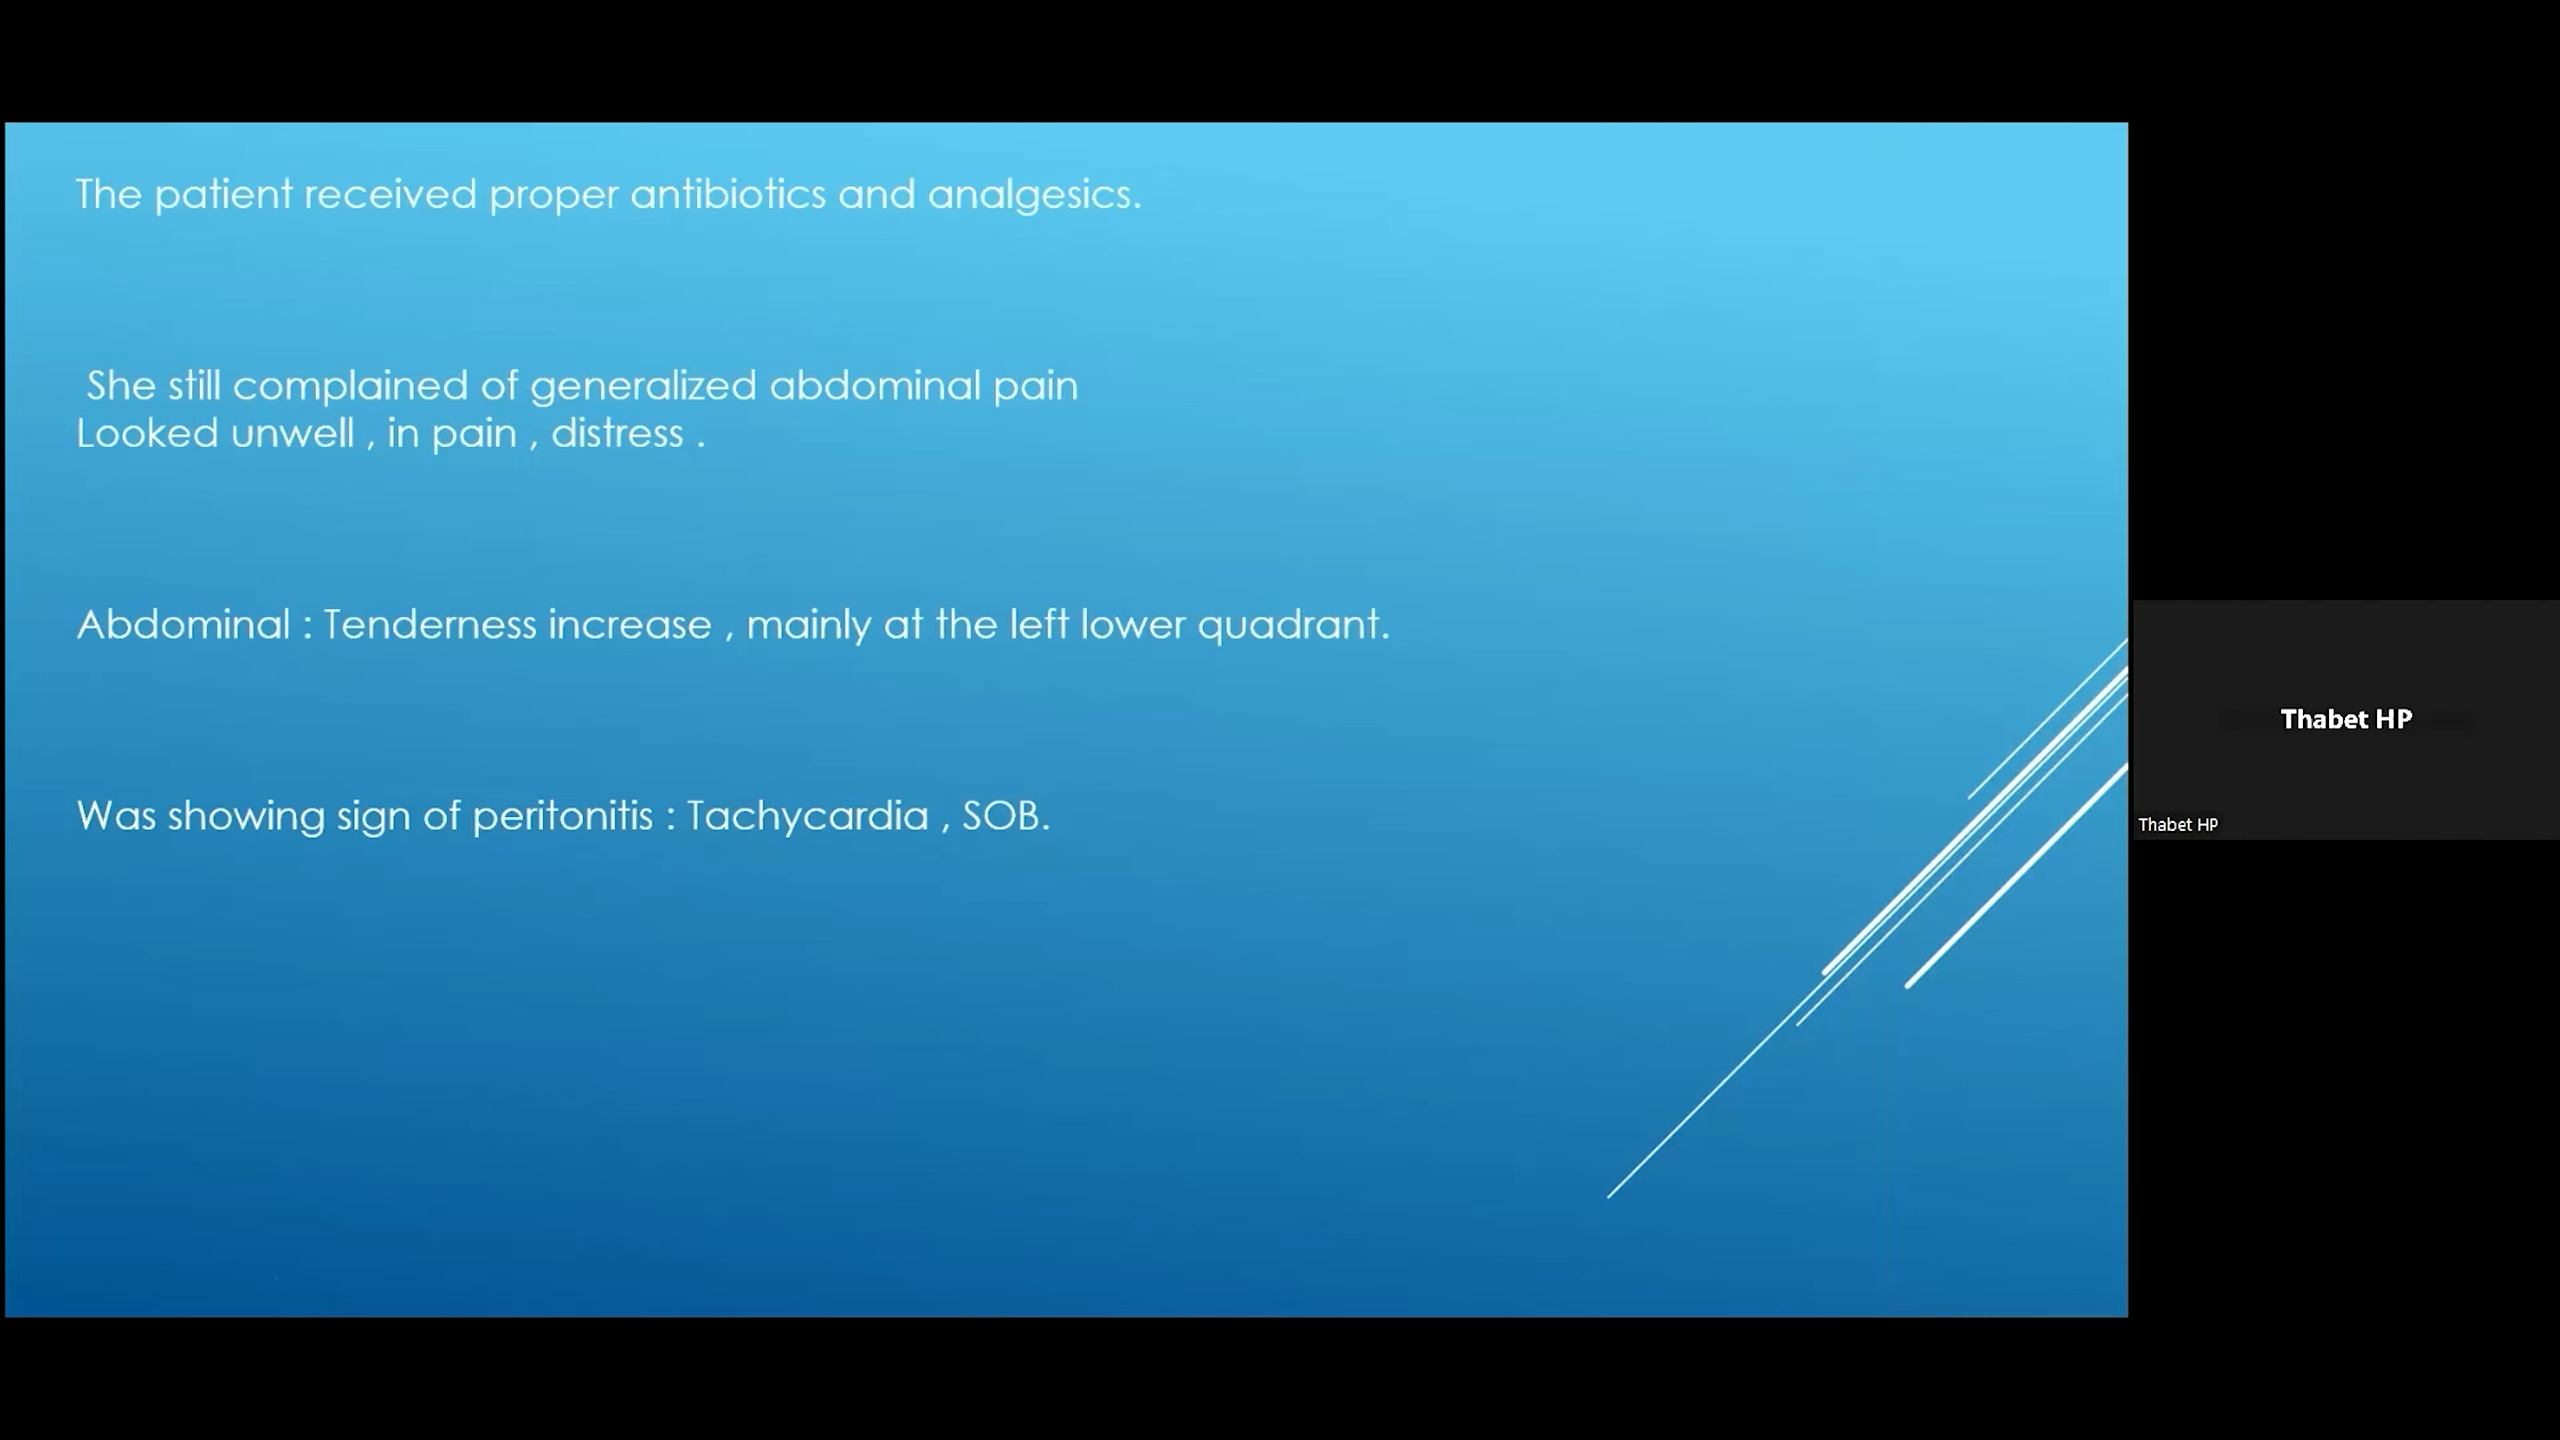 The patient received proper antibiotics and analgesics.
She still complained of generalized abdominal pain
Looked unwell , in pain , distress .
Abdominal : Tenderness increase , mainly at the left lower quadrant.
Was showing sign of peritonitis : Tachycardia , SOB.
Thabet HP
Thabet HP